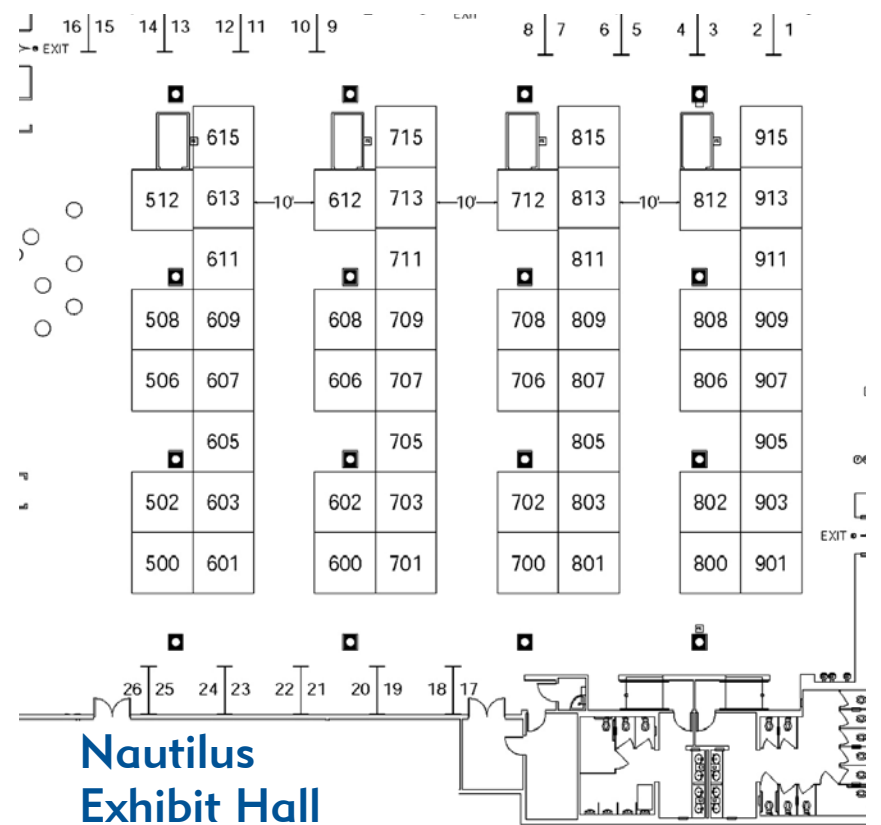 16 15 14 13 12 11 10 9 8 7 6 5 4 3 2 1
EXIT
EXIT
615 715 815 915
512 613 10' 612 713 10' 712 813 10' 812 913
611 711 811 911
508 609 608 709 708 809 808 909
506 607 606 707 706 807 806 907
605 705 805 905
502 603 602 703 702 803 802 903
EXIT
500 601 600 701 700 801 800 901
26 25 24 23 22 21 20 19 18 17
Nautilus
Exhibit Hall